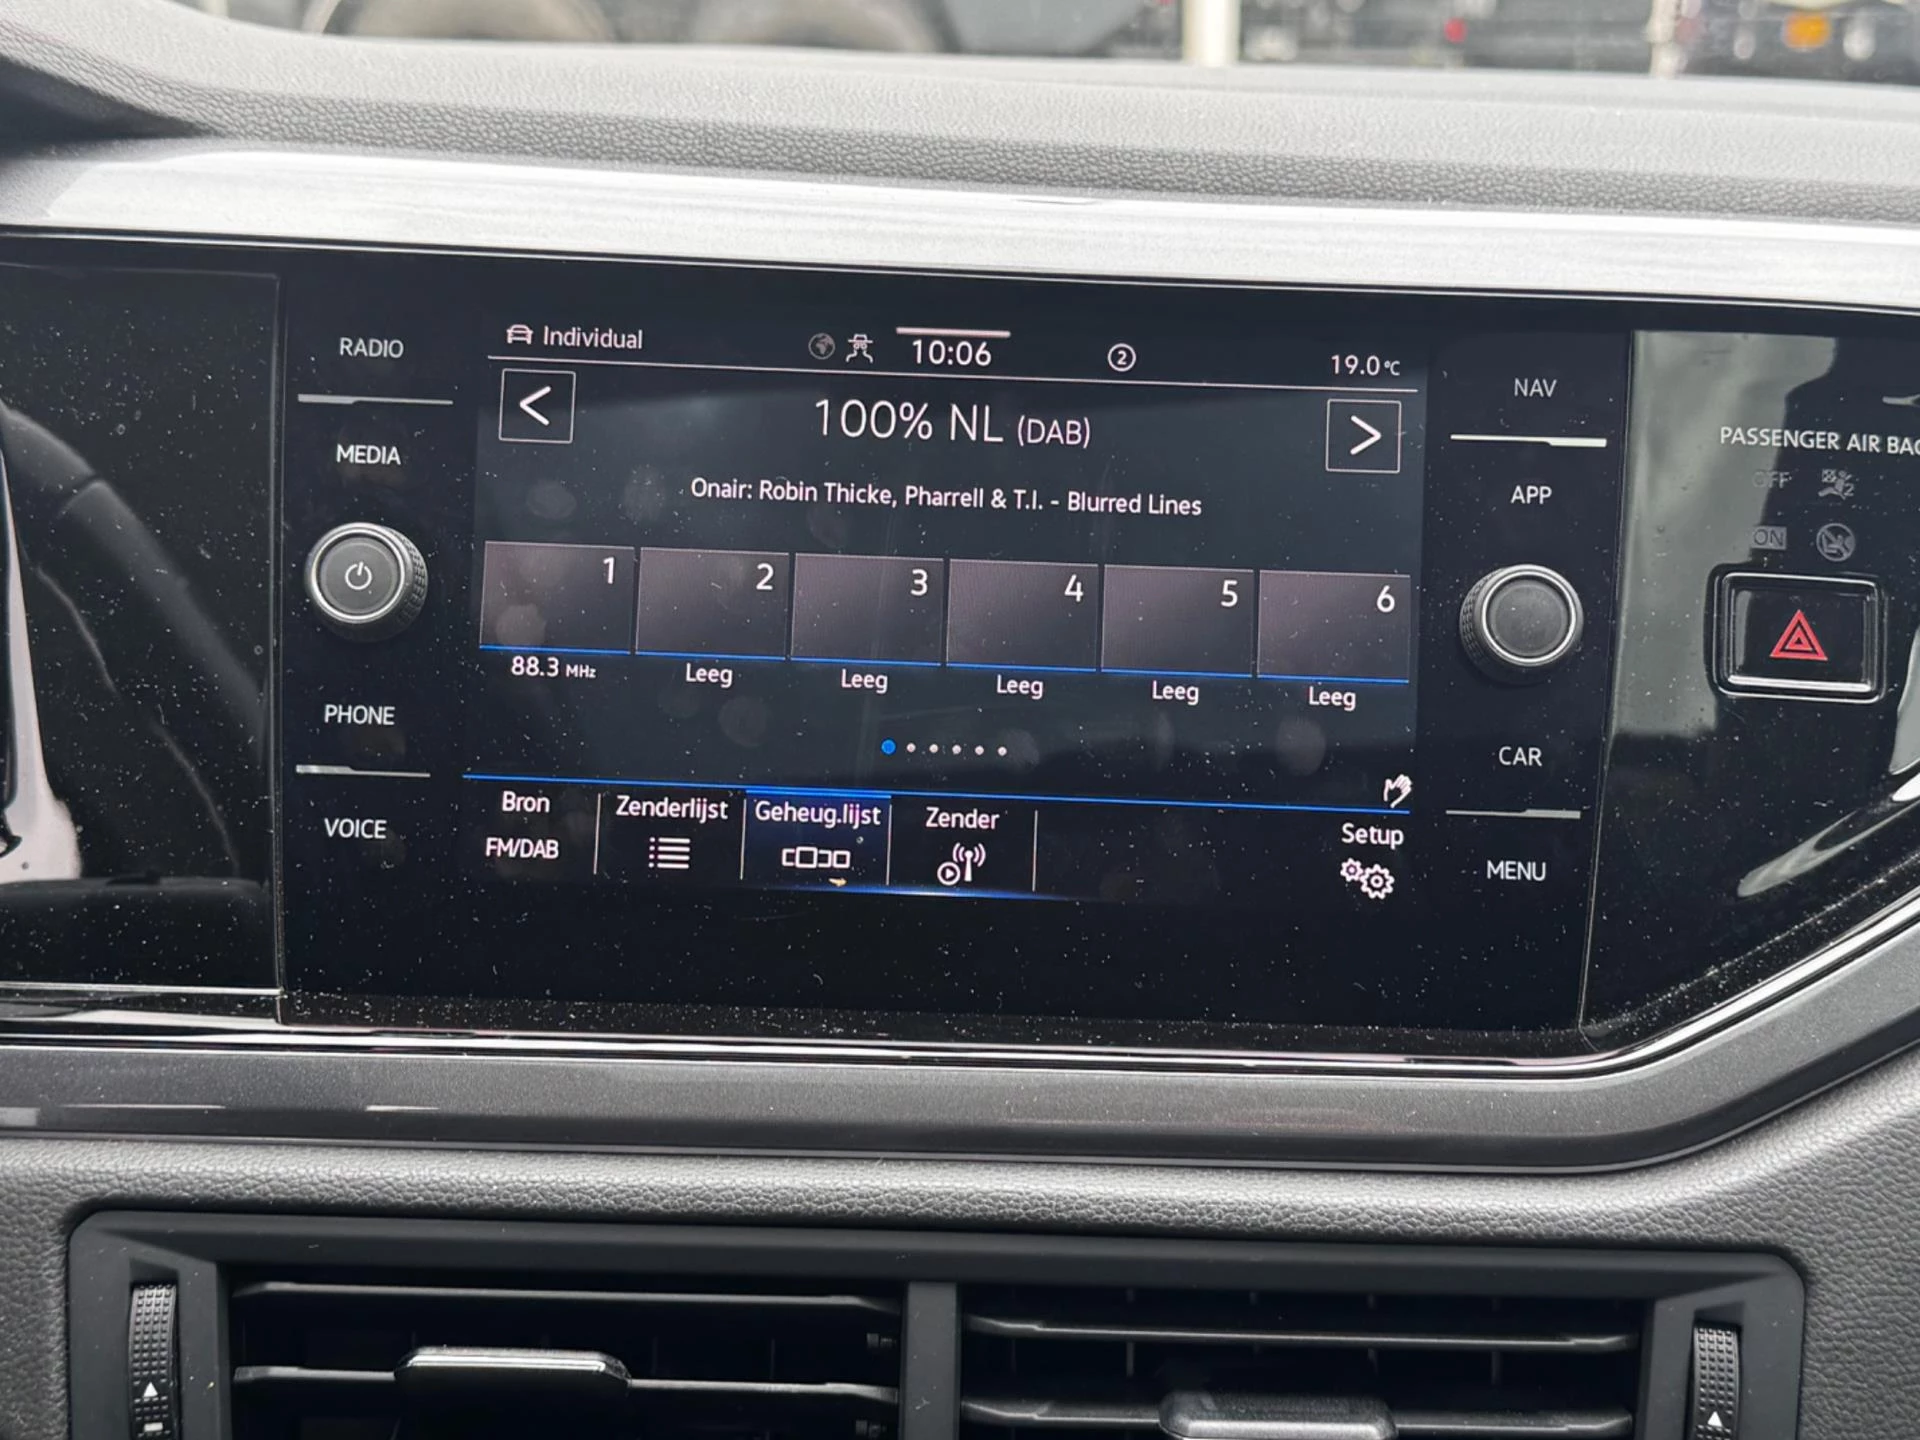 RADIO
MEDIA
PHONE
VOICE
Individual
10:06
2
19.0°C
<
100% NL (DAB)
>
Onair: Robin Thicke, Pharrell & T.I. - Blurred Lines
1
2
3
4
5
6
88.3 MHz
Leeg
Leeg
Leeg
Leeg
Leeg
Bron
FM/DAB
Zenderlijst
Geheug.lijst
Zender
Setup
NAV
APP
CAR
MENU
PASSENGER AIR BAG
OFF
ON